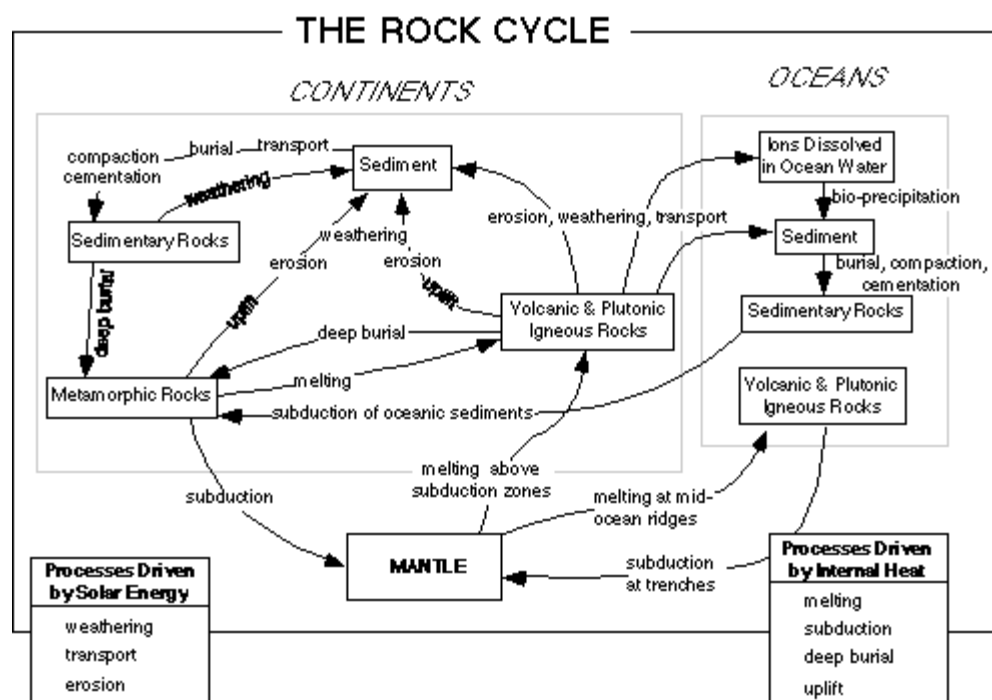 THE ROCK CYCLE
CONTINENTS
OCEANS
compaction
cementation
burial transport
Sediment
weathering
Ions Dissolved
in Ocean Water
bio-precipitation
erosion, weathering, transport
Sedimentary Rocks
weathering
erosion
erosion
Sediment
burial, compaction,
cementation
deep burial
uplift
uplift
Volcanic & Plutonic
Igneous Rocks
Sedimentary Rocks
deep burial
melting
Metamorphic Rocks
subduction of oceanic sediments
Volcanic & Plutonic
Igneous Rocks
subduction
melting above
subduction zones
melting at mid-
ocean ridges
MANTLE
subduction
at trenches
Processes Driven
by Solar Energy
weathering
transport
erosion
Processes Driven
by Internal Heat
melting
subduction
deep burial
uplift